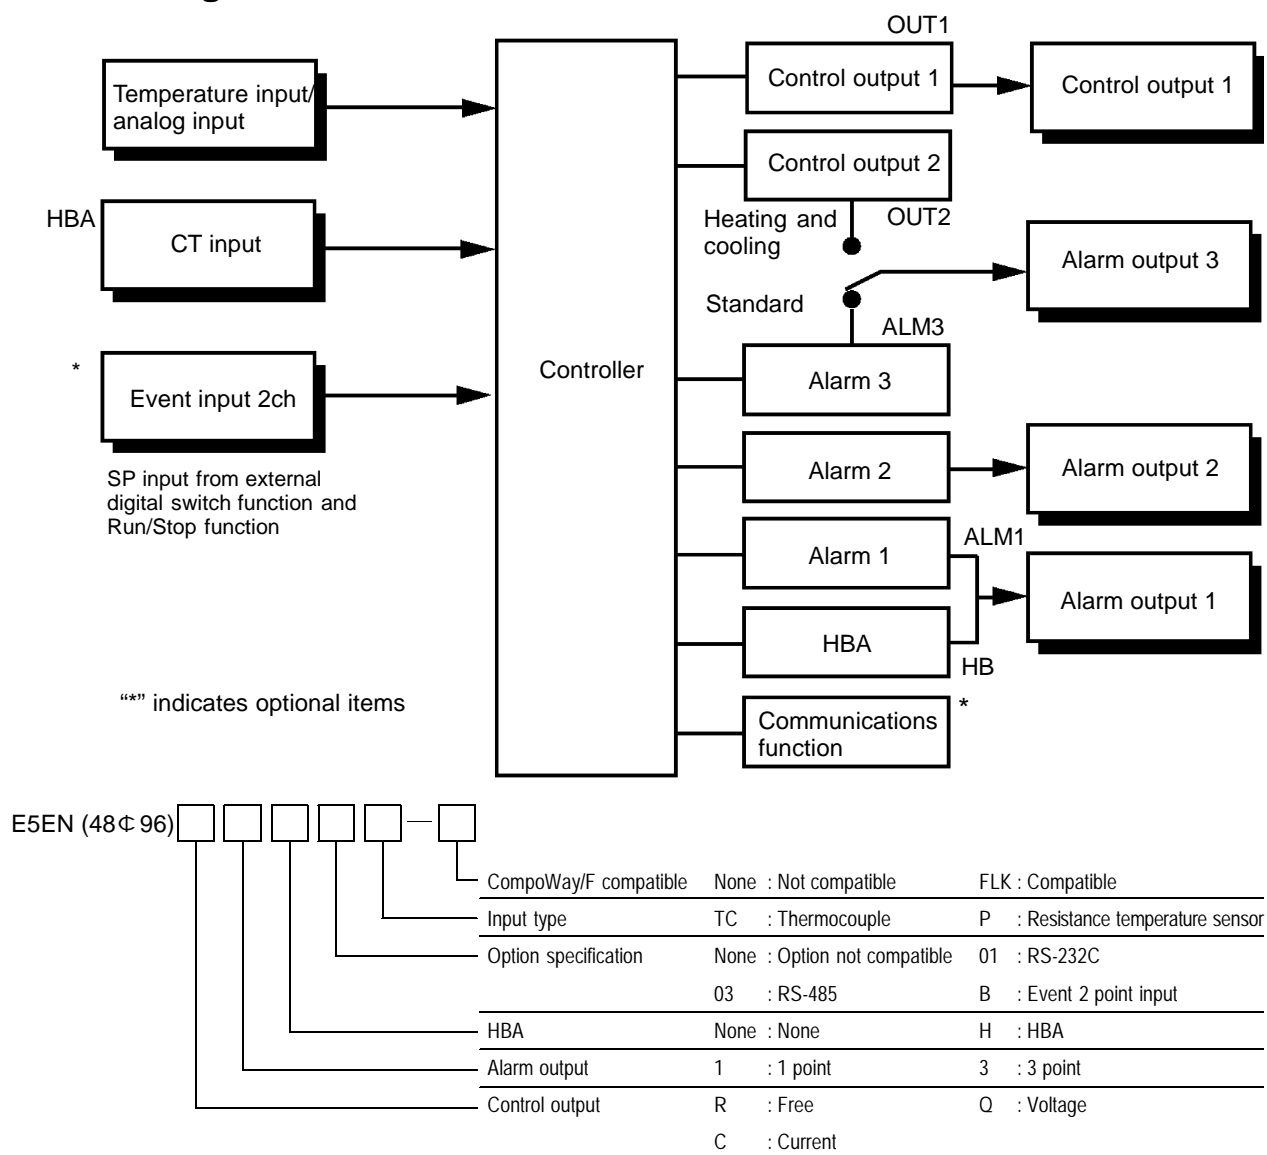 OUT1
Temperature input/
analog input
Control output 1
Control output 1
Control output 2
HBA
CT input
Heating and
cooling
OUT2
Alarm output 3
Standard
ALM3
*
Event input 2ch
Controller
Alarm 3
SP input from external
digital switch function and
Run/Stop function
Alarm 2
Alarm output 2
Alarm 1
ALM1
Alarm output 1
HBA
HB
“*” indicates optional items
Communications
function
*
E5EN (48₵96)
—
CompoWay/F compatible None : Not compatible FLK : Compatible
Input type TC : Thermocouple P : Resistance temperature sensor
Option specification None : Option not compatible 01 : RS-232C
03 : RS-485 B : Event 2 point input
HBA None : None H : HBA
Alarm output 1 : 1 point 3 : 3 point
Control output R : Free Q : Voltage
C : Current